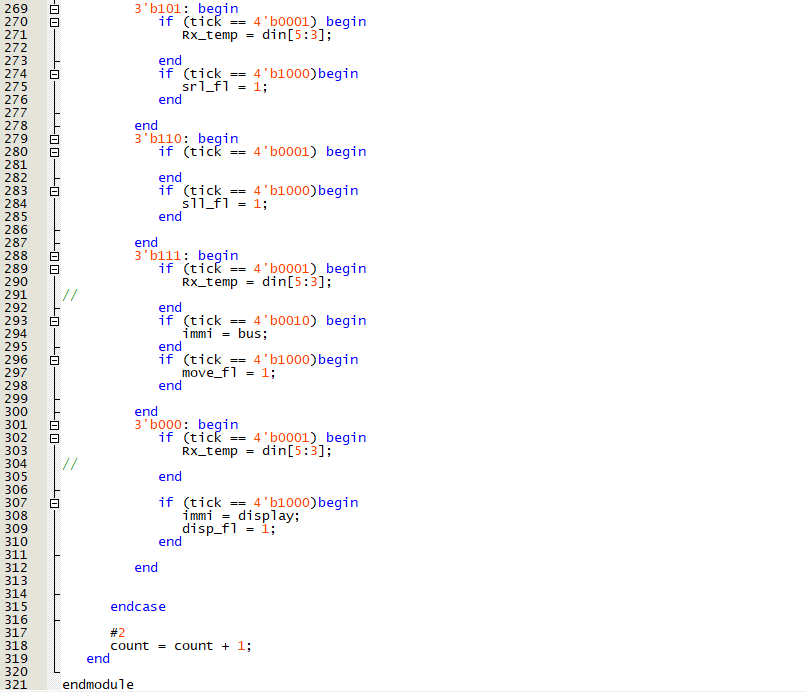 269 3'b101: begin
270 if (tick == 4'b0001) begin
271 Rx_temp = din[5:3];
272
273 end
274 if (tick == 4'b1000)begin
275 srl_fl = 1;
276 end
277
278 end
279 3'b110: begin
280 if (tick == 4'b0001) begin
281
282 end
283 if (tick == 4'b1000)begin
284 sll_fl = 1;
285 end
286
287 end
288 3'b111: begin
289 if (tick == 4'b0001) begin
290 Rx_temp = din[5:3];
291 //
292 end
293 if (tick == 4'b0010) begin
294 immi = bus;
295 end
296 if (tick == 4'b1000)begin
297 move_fl = 1;
298 end
299
300 end
301 3'b000: begin
302 if (tick == 4'b0001) begin
303 Rx_temp = din[5:3];
304 //
305 end
306
307 if (tick == 4'b1000)begin
308 immi = display;
309 disp_fl = 1;
310 end
311
312 end
313
314
315 endcase
316
317 #2
318 count = count + 1;
319 end
320
321 endmodule